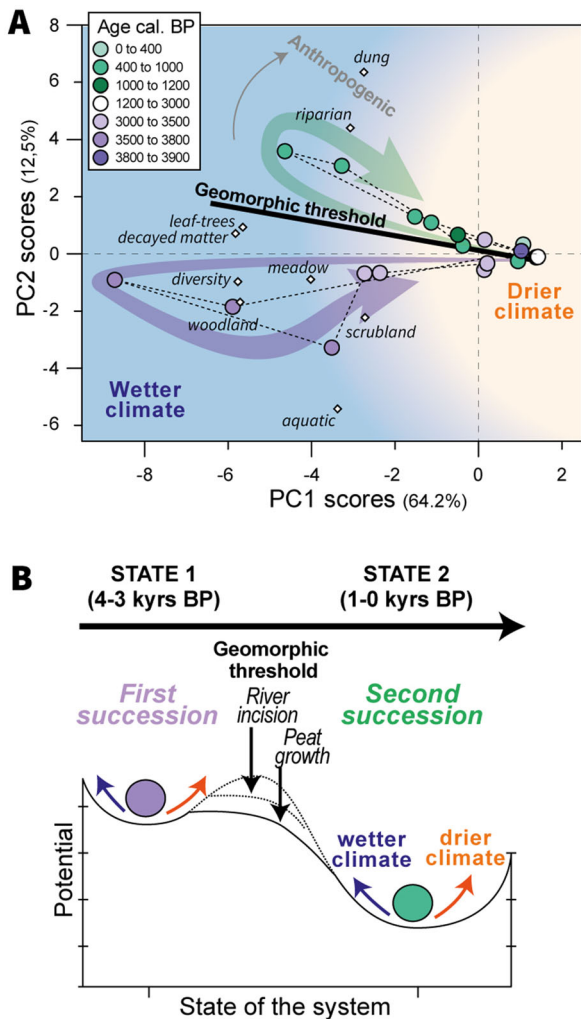 A
Age cal. BP
0 to 400
400 to 1000
1000 to 1200
1200 to 3000
3000 to 3500
3500 to 3800
3800 to 3900
8
6
4
2
0
-2
-4
-6
PC2 scores (12,5%)
dung
Anthropogenic
riparian
Geomorphic threshold
leaf-trees
decayed matter
diversity
meadow
woodland
scrubland
Drier
climate
Wetter
climate
aquatic
-8
-6
-4
-2
0
PC1 scores (64.2%)
B
STATE 1
(4-3 kyrs BP)
STATE 2
(1-0 kyrs BP)
Geomorphic
threshold
First
succession
River
incision
Second
succession
Peat
growth
wetter
climate
drier
climate
Potential
State of the system